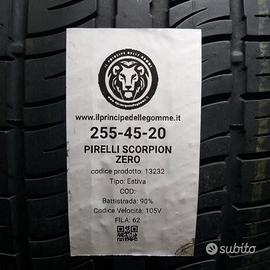 IL PRINCIPE DELLE GOMME
www.ilprincipedellegomme.it
www.ilprincipedellegomme.it
255-45-20
PIRELLI SCORPION
ZERO
codice prodotto: 13232
Tipo: Estiva
COD:
Battistrada: 90%
Codice Velocità: 105V
FILA: 62
subito